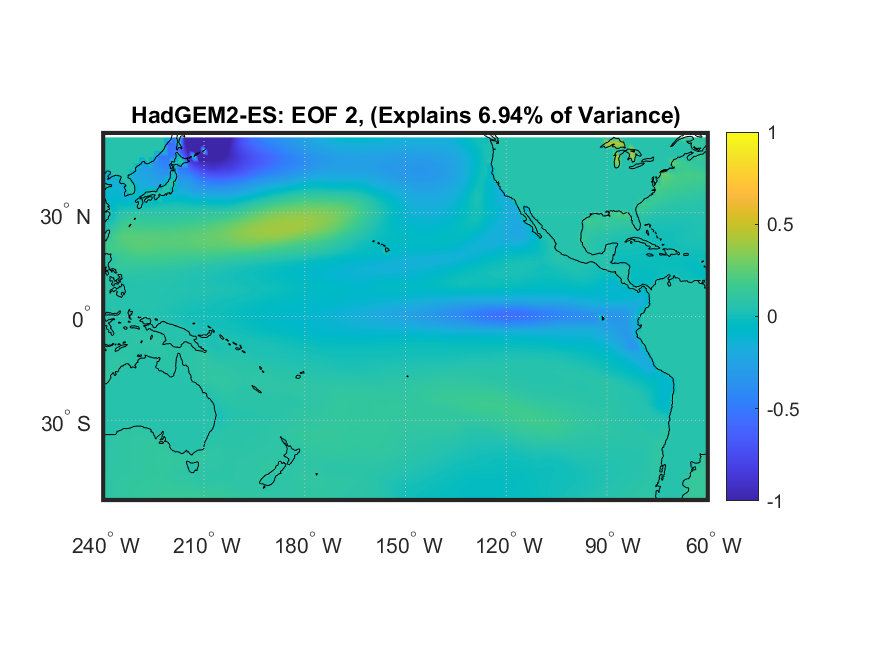 HadGEM2-ES: EOF 2, (Explains 6.94% of Variance)
1
0.5
0
-0.5
-1
30° N
0°
30° S
240° W 210° W 180° W 150° W 120° W 90° W 60° W